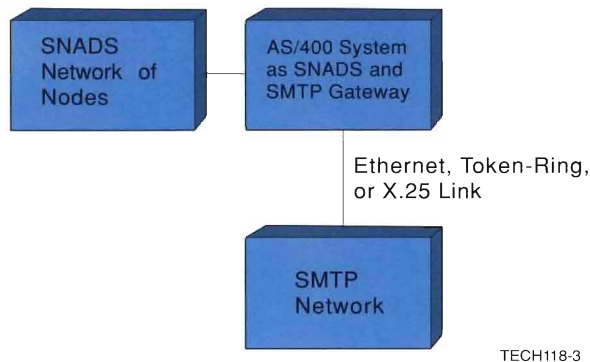 SNADS
Network of
Nodes
AS/400 System
as SNADS and
SMTP Gateway
Ethernet, Token-Ring,
or X.25 Link
SMTP
Network
TECH118-3